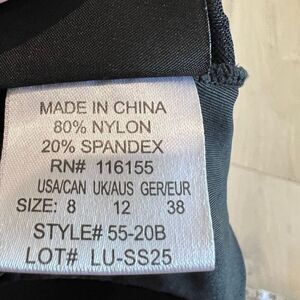 MADE IN CHINA
80% NYLON
20% SPANDEX
RN# 116155
USA/CAN UK/AUS GER/EUR
SIZE: 8 12 38
STYLE# 55-20B
LOT# LU-SS25